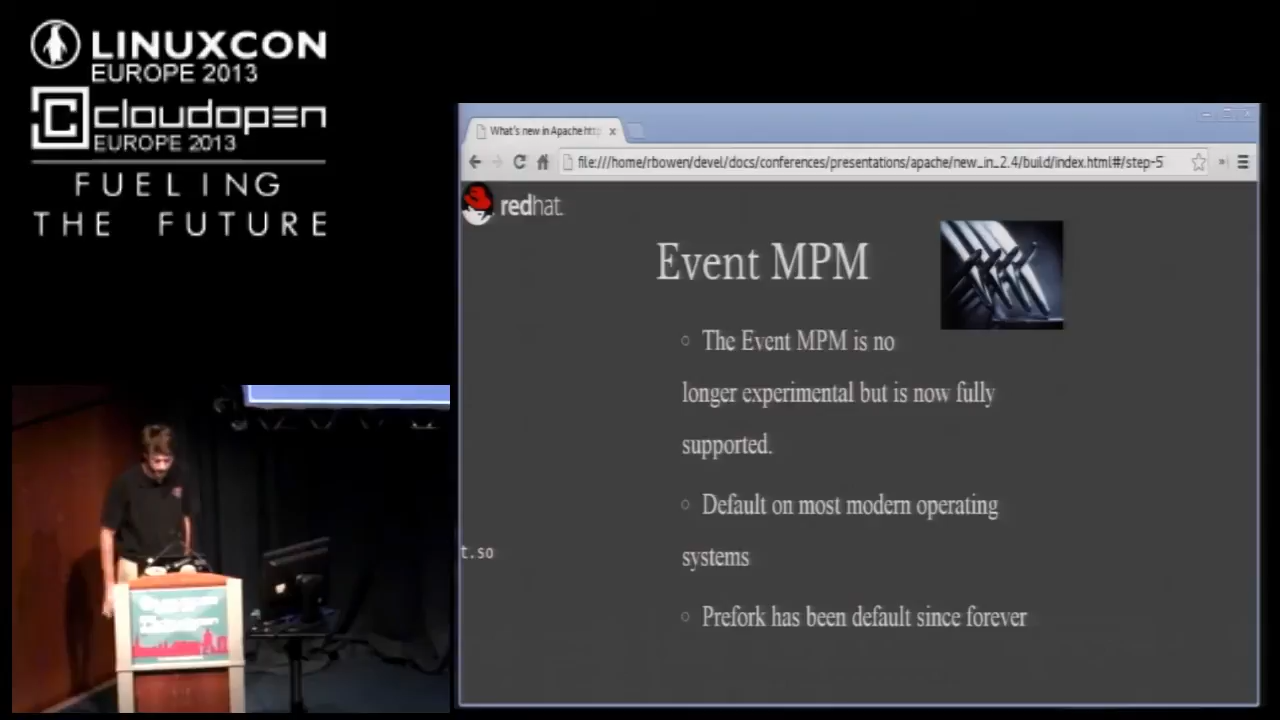 LINUXCON
EUROPE 2013
cloudopen
EUROPE 2013
FUELING
THE FUTURE
What's new in Apache htt
file:///home/rbowen/devel/docs/conferences/presentations/apache/new_in_2.4/build/index.html#/step-5
redhat.
Event MPM
The Event MPM is no
longer experimental but is now fully
supported.
Default on most modern operating
systems
Prefork has been default since forever
t.so